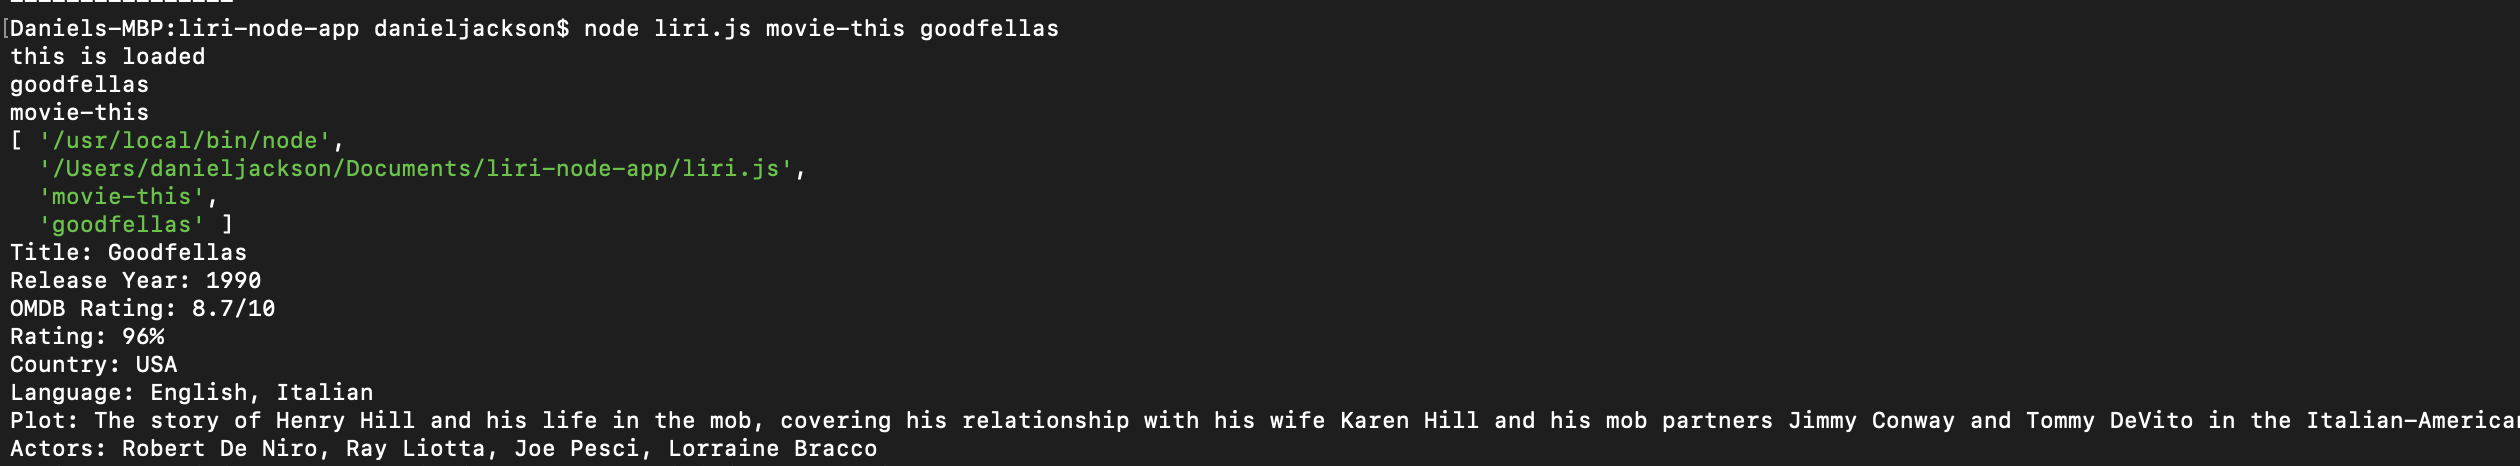 [Daniels-MBP:liri-node-app danieljackson$ node liri.js movie-this goodfellas
this is loaded
goodfellas
movie-this
[ '/usr/local/bin/node',
  '/Users/danieljackson/Documents/liri-node-app/liri.js',
  'movie-this',
  'goodfellas' ]
Title: Goodfellas
Release Year: 1990
OMDB Rating: 8.7/10
Rating: 96%
Country: USA
Language: English, Italian
Plot: The story of Henry Hill and his life in the mob, covering his relationship with his wife Karen Hill and his mob partners Jimmy Conway and Tommy DeVito in the Italian-American
Actors: Robert De Niro, Ray Liotta, Joe Pesci, Lorraine Bracco